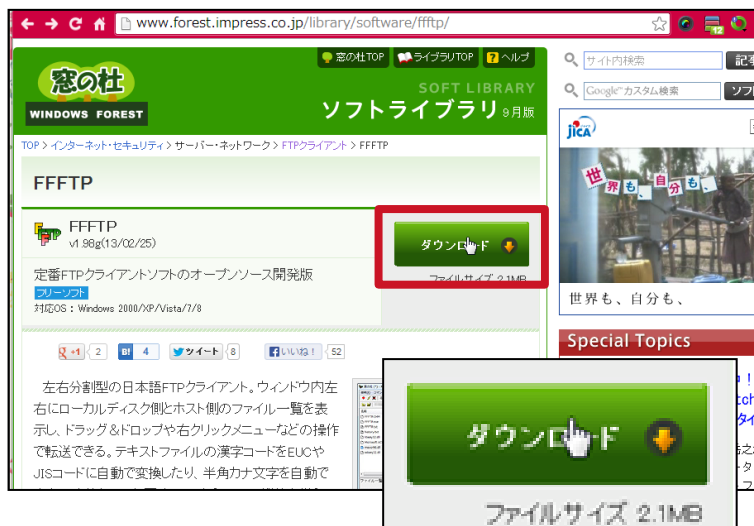 www.forest.impress.co.jp/library/software/ffftp/
12
窓の杜
WINDOWS FOREST
窓の杜TOP ライブラリTOP ? ヘルプ
SOFT LIBRARY
ソフトライブラリ 9月版
サイト内検索
記事
Google カスタム検索
ソフ
TOP > インターネット・セキュリティ > サーバー・ネットワーク > FTPクライアント > FFFTP
jica
FFFTP
FFFTP
v1.98g(13/02/25)
ダウンロード
ファイルサイズ 2.1MB
定番FTPクライアントソフトのオープンソース開発版
フリーソフト
対応OS : Windows 2000/XP/Vista/7/8
世界も、自分も、
世界も、自分も、
+1 2 B! 4 ツイート 8 いいね! 52
Special Topics
左右分割型の日本語FTPクライアント。ウィンドウ内左
右にローカルディスク側とホスト側のファイル一覧を表
示し、ドラッグ&ドロップや右クリックメニューなどの操作
で転送できる。テキストファイルの漢字コードをEUCや
JISコードに自動で変換したり、半角カナ文字を自動で
ダウンロード
ファイルサイズ 2.1MB